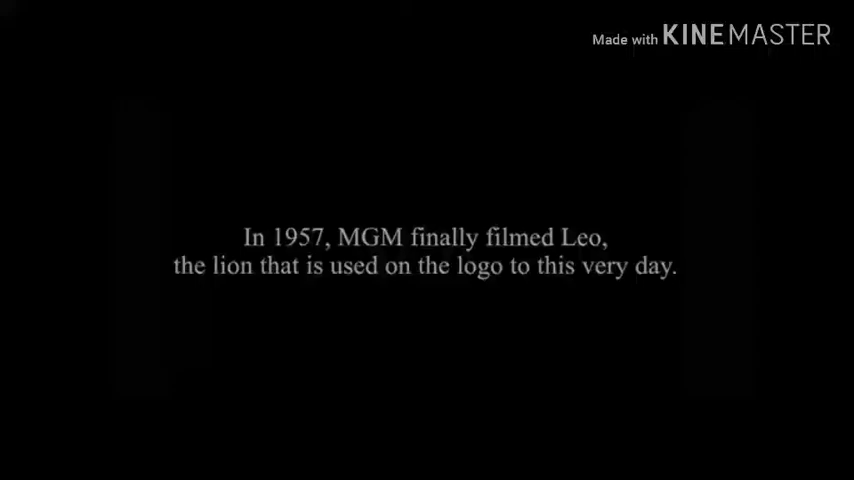 Made with KINEMASTER
In 1957, MGM finally filmed Leo,
the lion that is used on the logo to this very day.